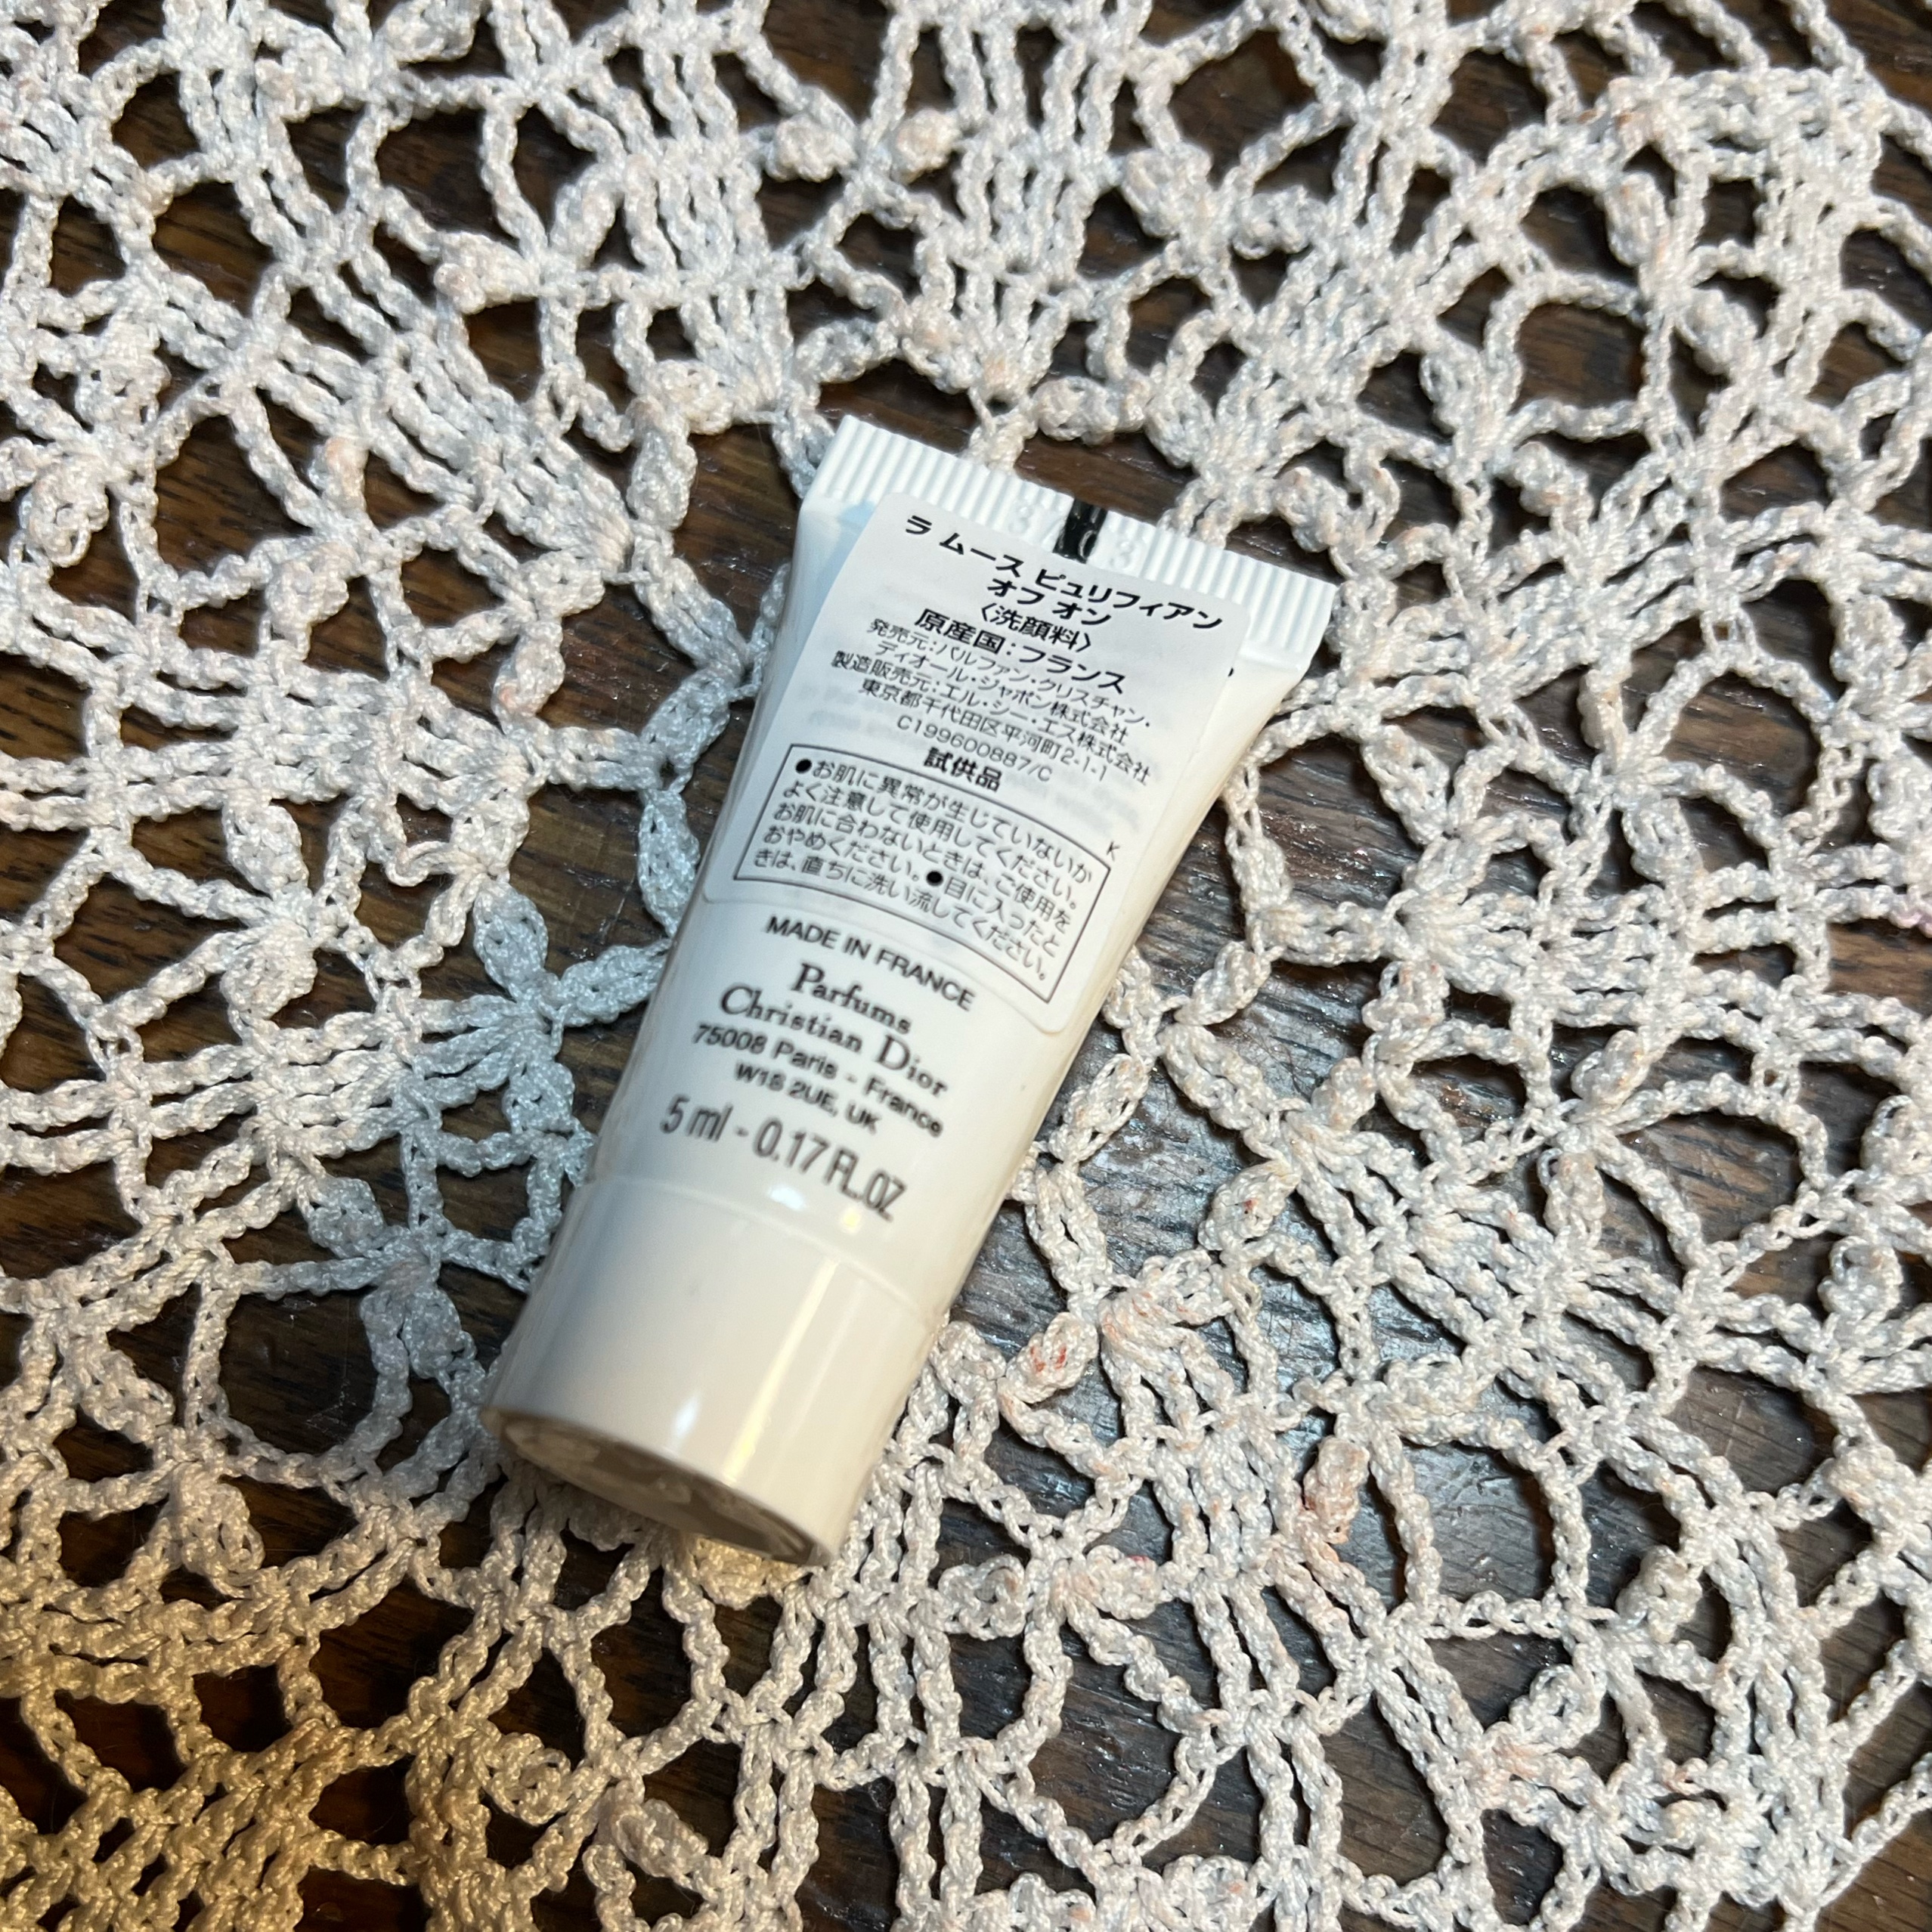 ラ ムース ピュリフィアン
オフ オン
〈洗顔料〉
原産国：フランス
発売元：パルファン・クリスチャン・
ディオール・ジャポン株式会社
製造販売元：エル・シー・エス株式会社
東京都千代田区平河町2-1-1
C199600887/C
試供品
K
●お肌に異常が生じていないか
よく注意して使用してください。
お肌に合わないときは、ご使用を
おやめください。●目に入ったと
きは、直ちに洗い流してください。
MADE IN FRANCE
Parfums
Christian Dior
75008 Paris - France
W1S 2UE, UK
5 ml - 0.17 FL.OZ